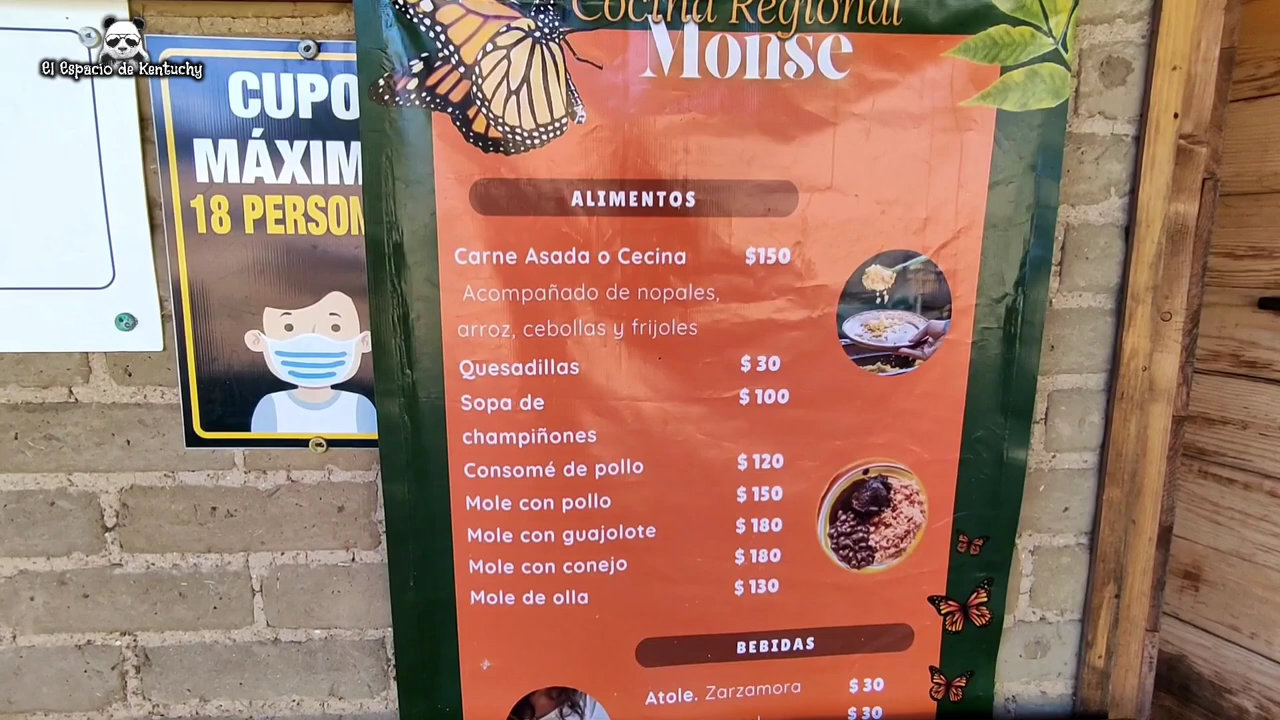 El Espacio de Kentuchy
CUPO
MÁXIM
18 PERSON
Cocina Regional
Monse
ALIMENTOS
Carne Asada o Cecina $150
Acompañado de nopales,
arroz, cebollas y frijoles
Quesadillas $30
Sopa de $100
champiñones
Consomé de pollo $120
Mole con pollo $150
Mole con guajolote $180
Mole con conejo $180
Mole de olla $130
BEBIDAS
Atole. Zarzamora $30
$30